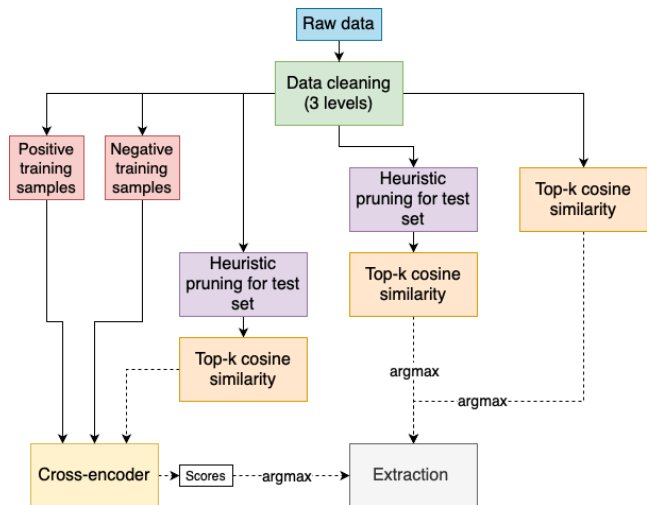 Raw data
Data cleaning
(3 levels)
Positive
training
samples
Negative
training
samples
Heuristic
pruning for test
set
Top-k cosine
similarity
Heuristic
pruning for test
set
Top-k cosine
similarity
Top-k cosine
similarity
argmax
argmax
Cross-encoder
Scores
argmax
Extraction